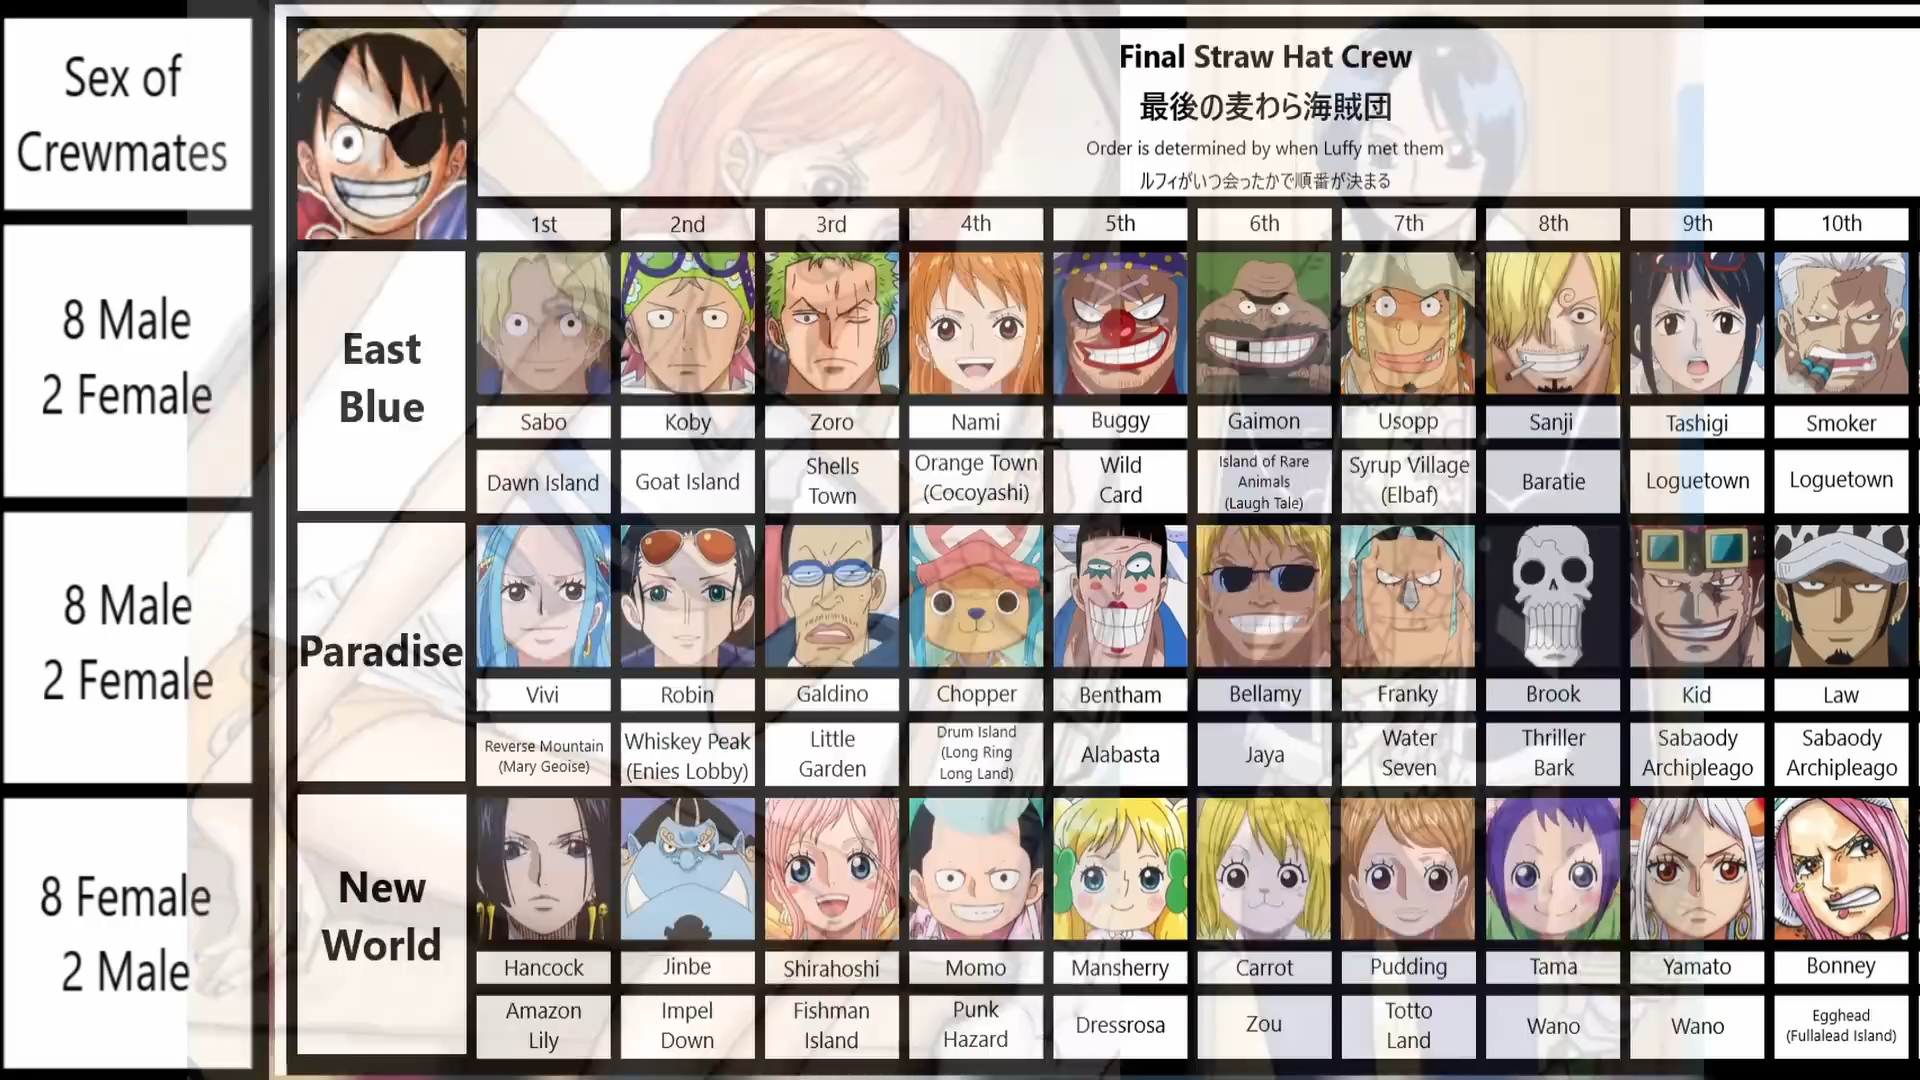 Sex of
Crewmates
8 Male
2 Female
8 Male
2 Female
8 Female
2 Male
Final Straw Hat Crew
最後の麦わら海賊団
Order is determined by when Luffy met them
ルフィがいつ会ったかで順番が決まる
1st
2nd
3rd
4th
5th
6th
7th
8th
9th
10th
East
Blue
Sabo
Koby
Zoro
Nami
Buggy
Gaimon
Usopp
Sanji
Tashigi
Smoker
Dawn Island
Goat Island
Shells
Town
Orange Town
(Cocoyashi)
Wild
Card
Island of Rare
Animals
(Laugh Tale)
Syrup Village
(Elbaf)
Baratie
Loguetown
Loguetown
Paradise
Vivi
Robin
Galdino
Chopper
Bentham
Bellamy
Franky
Brook
Kid
Law
Reverse Mountain
(Mary Geoise)
Whiskey Peak
(Enies Lobby)
Little
Garden
Drum Island
(Long Ring
Long Land)
Alabasta
Jaya
Water
Seven
Thriller
Bark
Sabaody
Archipleago
Sabaody
Archipleago
New
World
Hancock
Jinbe
Shirahoshi
Momo
Mansherry
Carrot
Pudding
Tama
Yamato
Bonney
Amazon
Lily
Impel
Down
Fishman
Island
Punk
Hazard
Dressrosa
Zou
Totto
Land
Wano
Wano
Egghead
(Fullalead Island)